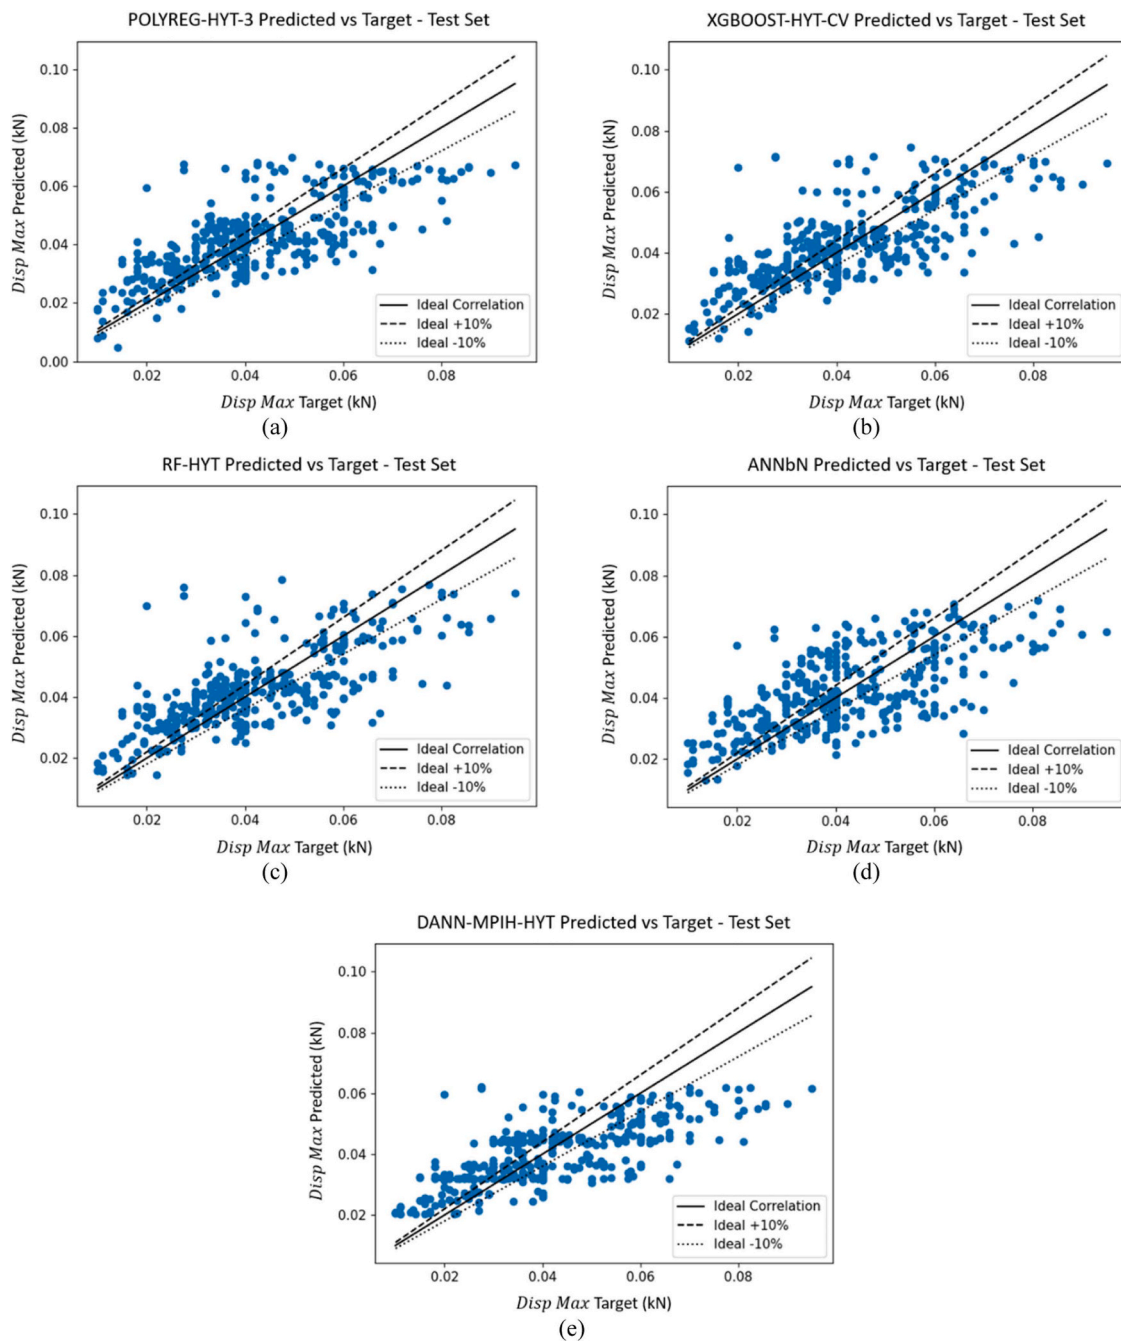 POLYREG-HYT-3 Predicted vs Target - Test Set
Disp Max Predicted (kN)
0.10
0.08
0.06
0.04
0.02
0.00
Ideal Correlation
Ideal +10%
Ideal -10%
0.02 0.04 0.06 0.08
Disp Max Target (kN)
(a)
XGBOOST-HYT-CV Predicted vs Target - Test Set
Disp Max Predicted (kN)
0.10
0.08
0.06
0.04
0.02
Ideal Correlation
Ideal +10%
Ideal -10%
0.02 0.04 0.06 0.08
Disp Max Target (kN)
(b)
RF-HYT Predicted vs Target - Test Set
Disp Max Predicted (kN)
0.10
0.08
0.06
0.04
0.02
Ideal Correlation
Ideal +10%
Ideal -10%
0.02 0.04 0.06 0.08
Disp Max Target (kN)
(c)
ANNbN Predicted vs Target - Test Set
Disp Max Predicted (kN)
0.10
0.08
0.06
0.04
0.02
Ideal Correlation
Ideal +10%
Ideal -10%
0.02 0.04 0.06 0.08
Disp Max Target (kN)
(d)
DANN-MPIH-HYT Predicted vs Target - Test Set
Disp Max Predicted (kN)
0.10
0.08
0.06
0.04
0.02
Ideal Correlation
Ideal +10%
Ideal -10%
0.02 0.04 0.06 0.08
Disp Max Target (kN)
(e)